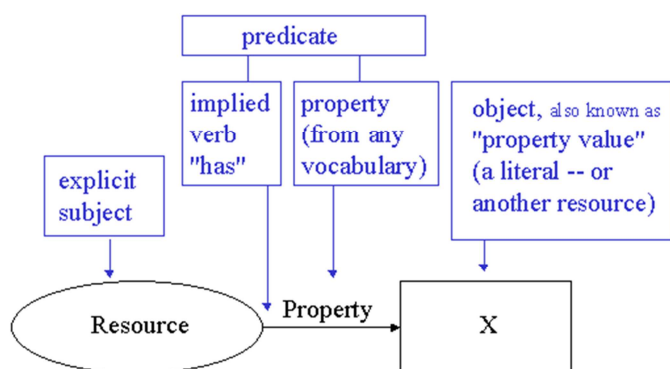 predicate
implied
verb
"has"
property
(from any
vocabulary)
object, also known as
"property value"
(a literal -- or
another resource)
explicit
subject
Resource
Property
X